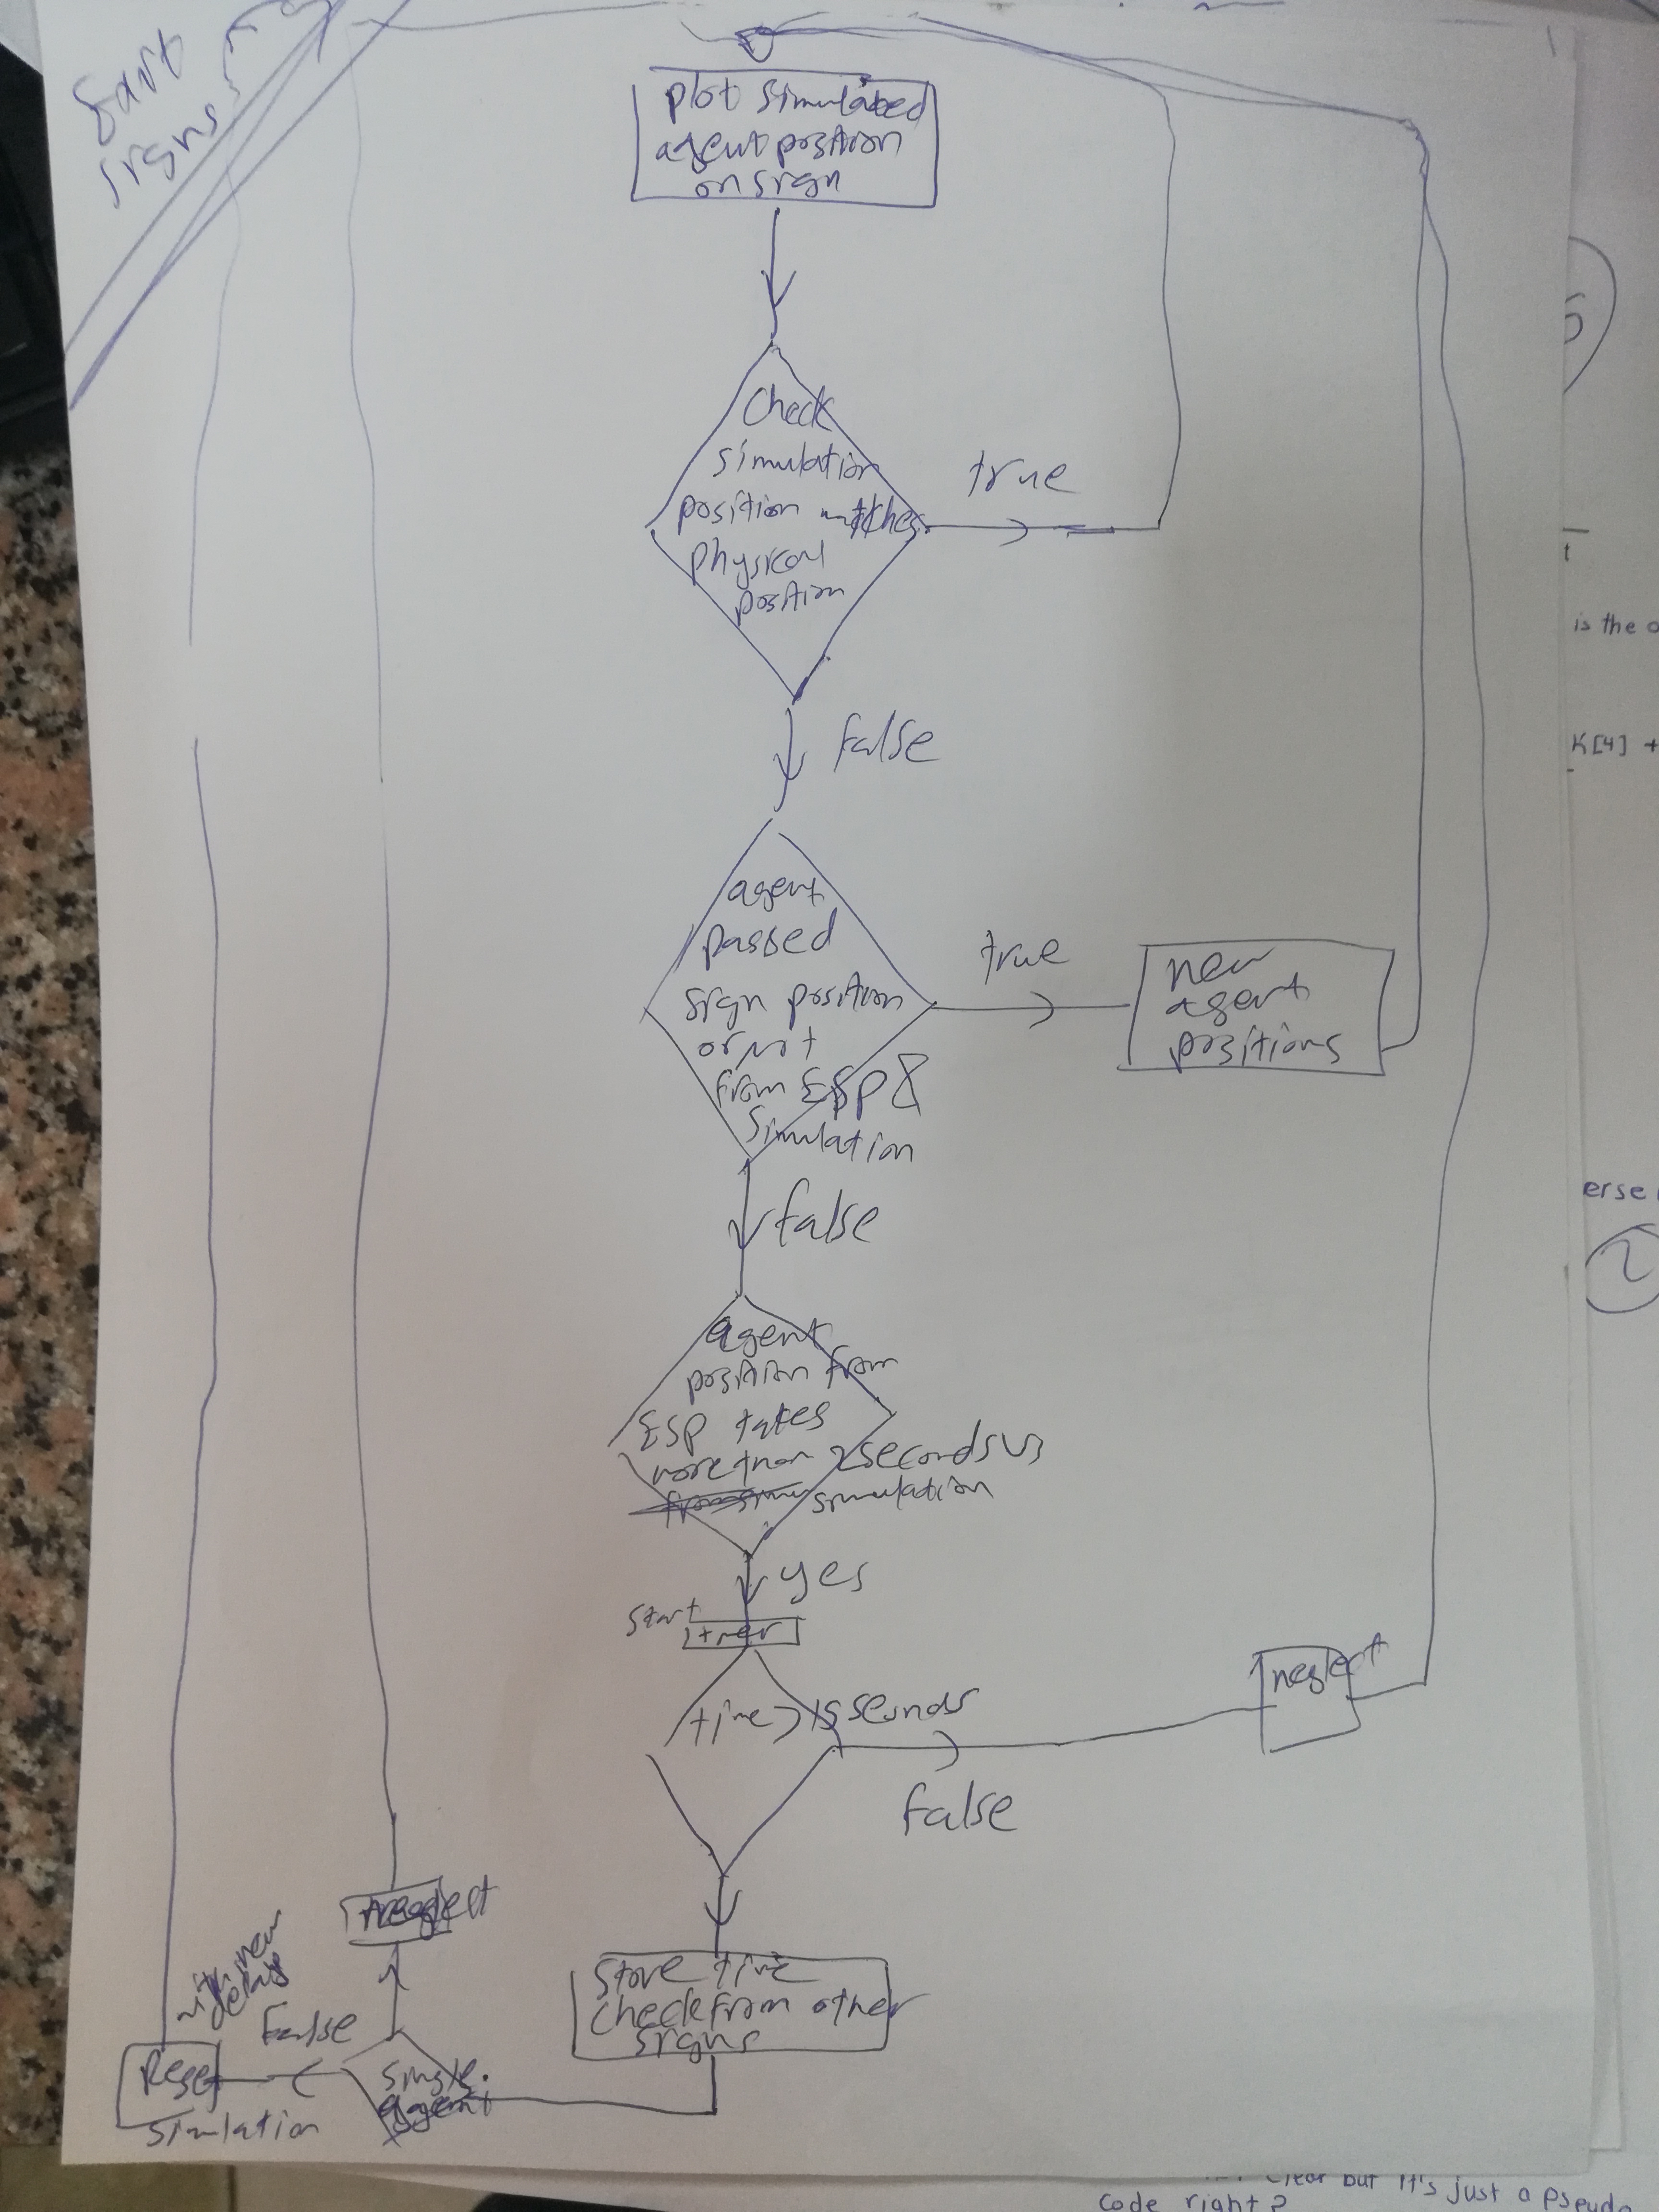 signs
plot simulated
agent position
on sign
Check
simulation
position matches
physical
position
true
false
agent
passed
sign position
or not
from ESP &
simulation
true
new
agent
positions
false
agent
position from
ESP takes
more than 2 seconds vs
simulation
yes
start
timer
time > 15 seconds
neglect
false
neglect
store time
check from other
signs
with new
delays
False
single
agent
Reset
simulation
is the
K[4] +
erse
2
clear but it's just a pseudo
code right?